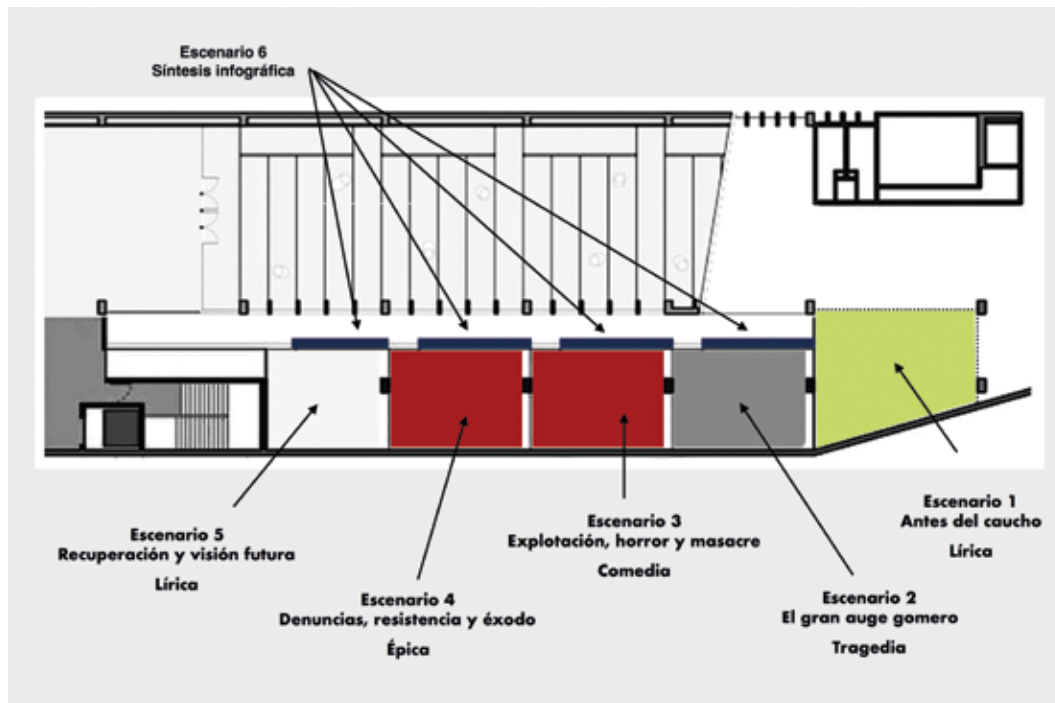 Escenario 6
Síntesis infográfica
Escenario 1
Antes del caucho
Lírica
Escenario 5
Recuperación y visión futura
Lírica
Escenario 3
Explotación, horror y masacre
Comedia
Escenario 4
Denuncias, resistencia y éxodo
Épica
Escenario 2
El gran auge gomero
Tragedia